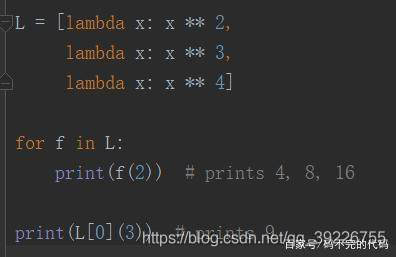 L = [lambda x: x ** 2,
     lambda x: x ** 3,
     lambda x: x ** 4]
for f in L:
    print(f(2))  # prints 4, 8, 16
print(L[0](3))  # prints 9
https://blog.csdn.net/qq_39226755
百家号/码不完的代码